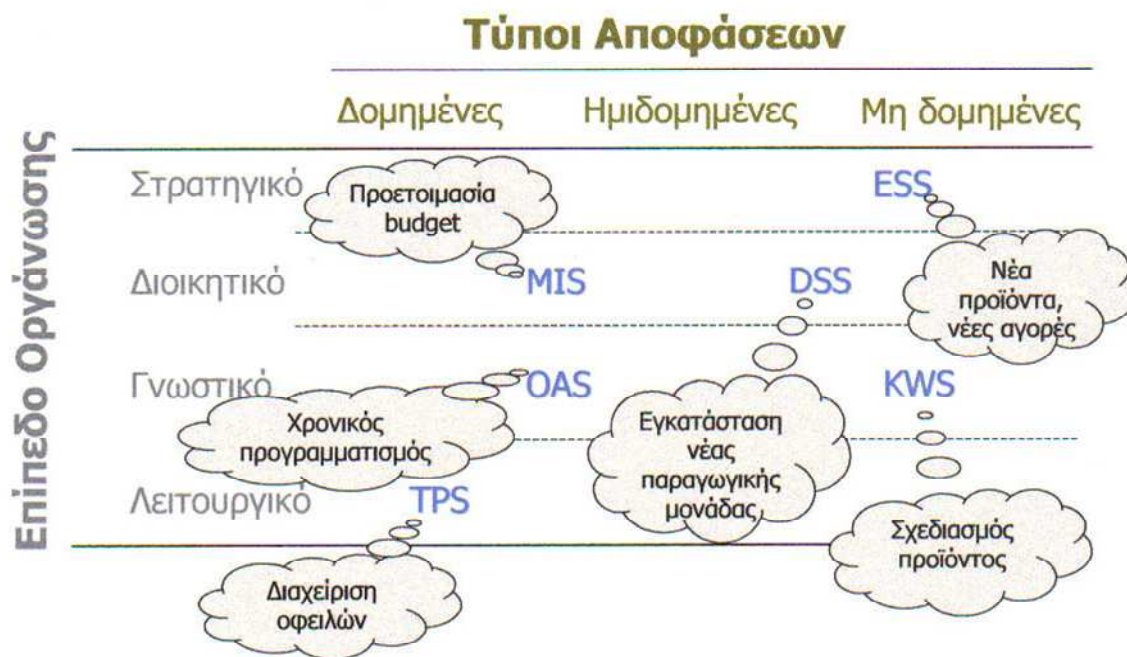 Τύποι Αποφάσεων
Δομημένες Ημιδομημένες Μη δομημένες
Επίπεδο Οργάνωσης
Στρατηγικό
Προετοιμασία
budget
ESS
Διοικητικό
MIS
DSS
Νέα
προϊόντα,
νέες αγορές
Γνωστικό
OAS
KWS
Χρονικός
προγραμματισμός
Εγκατάσταση
νέας
παραγωγικής
μονάδας
Λειτουργικό
TPS
Σχεδιασμός
προϊόντος
Διαχείριση
οφειλών